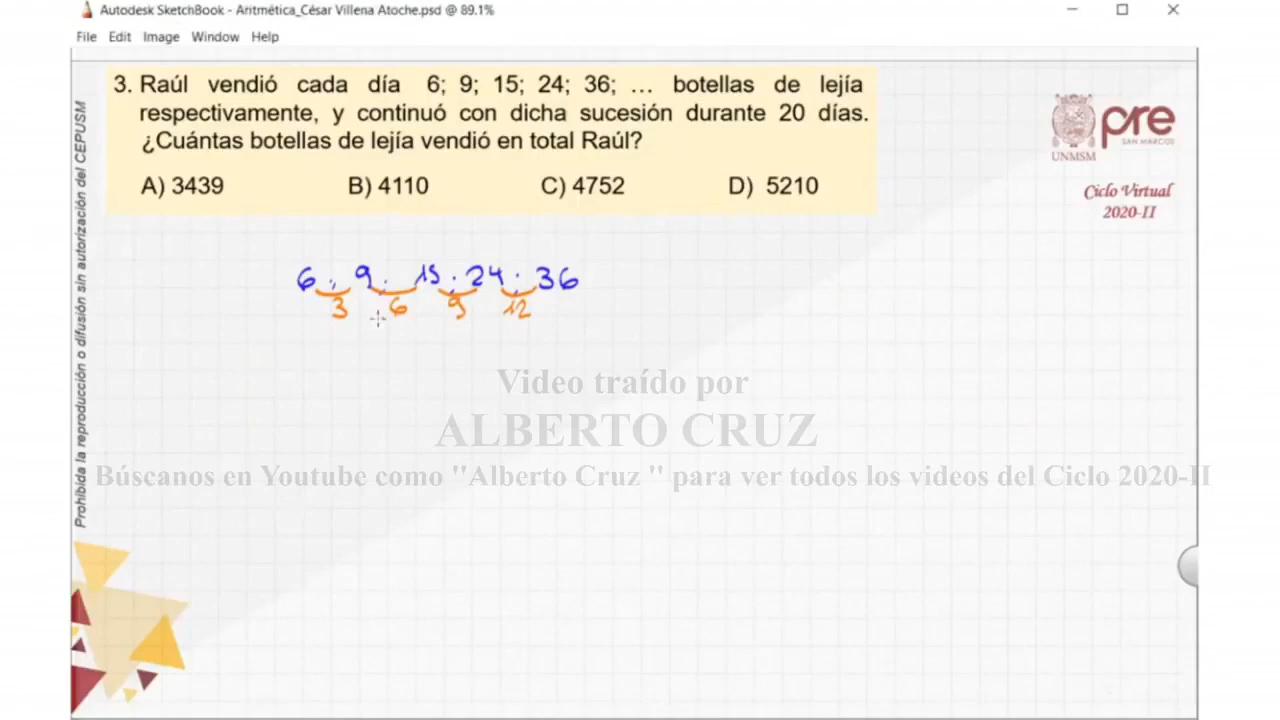 Autodesk SketchBook - Aritmética_César Villena Atoche.psd @ 89.1%
File Edit Image Window Help
3. Raúl vendió cada día 6; 9; 15; 24; 36; … botellas de lejía
respectivamente, y continuó con dicha sucesión durante 20 días.
¿Cuántas botellas de lejía vendió en total Raúl?
A) 3439 B) 4110 C) 4752 D) 5210
pre
SAN MARCOS
UNMSM
Ciclo Virtual
2020-II
Prohibida la reproducción o difusión sin autorización del CEPUSM
6 ; 9 ; 15 ; 24 ; 36
3 6 9 12
Video traído por
ALBERTO CRUZ
Búscanos en Youtube como "Alberto Cruz " para ver todos los videos del Ciclo 2020-II